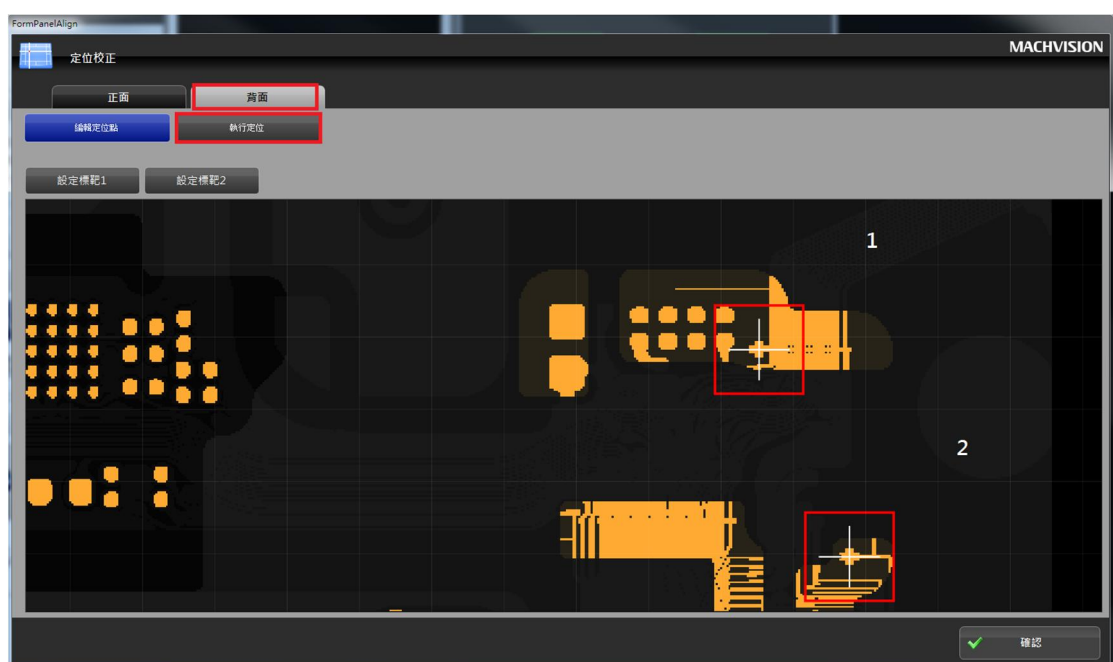 FormPanelAlign
定位校正
MACHVISION
正面
背面
編輯定位點
執行定位
設定標靶1
設定標靶2
1
2
確認